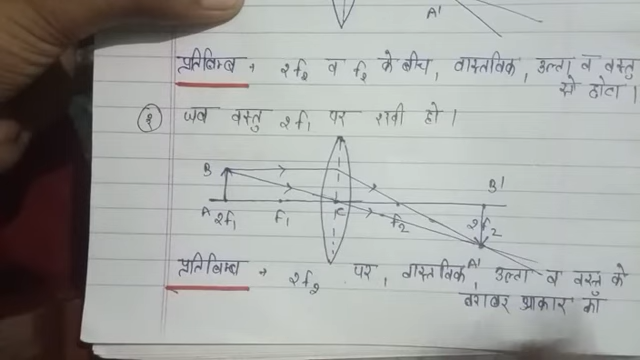 A'
प्रतिबिम्ब → 2f₂ व f₂ के बीच, वास्तविक, उल्टा व वस्तु
से छोटा।
② जब वस्तु 2f₁ पर रखी हो।
B B'
A 2f₁ F₁ C f₂ 2f₂
A'
प्रतिबिम्ब → 2f₂ पर, वास्तविक, उल्टा व वस्तु के
बराबर आकार का